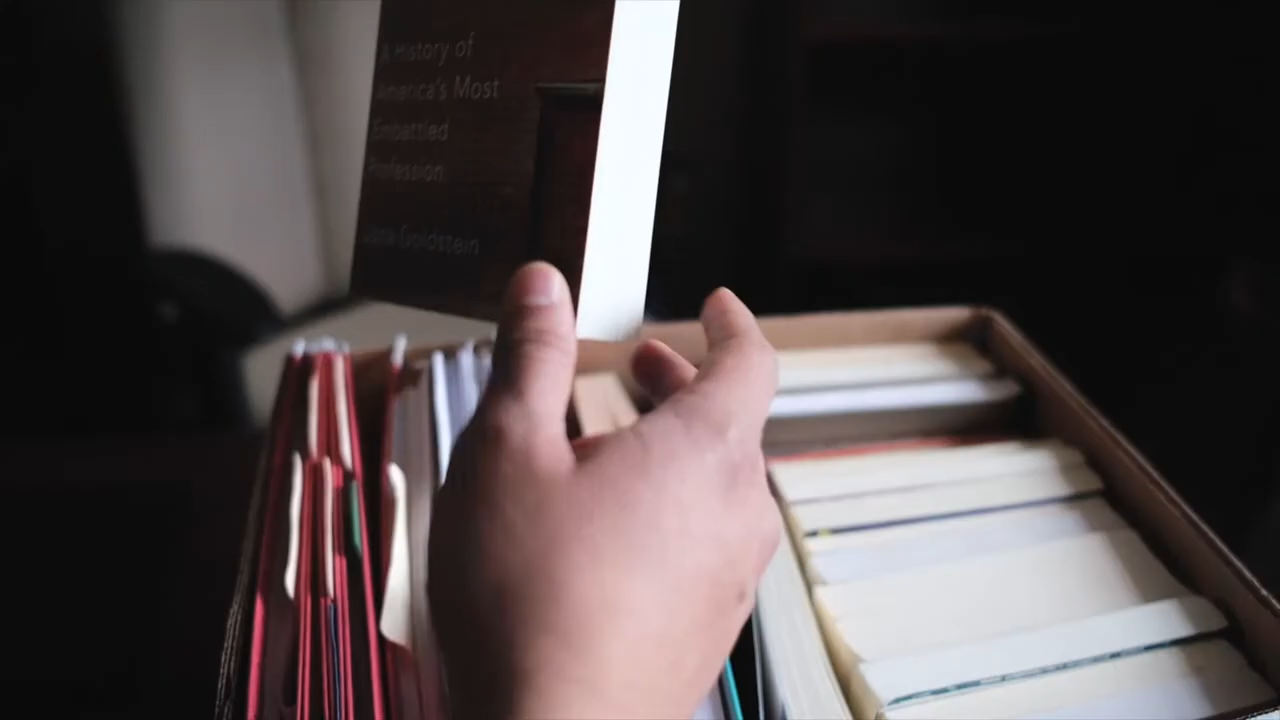 A History of
America's Most
Embattled
Profession
Dana Goldstein